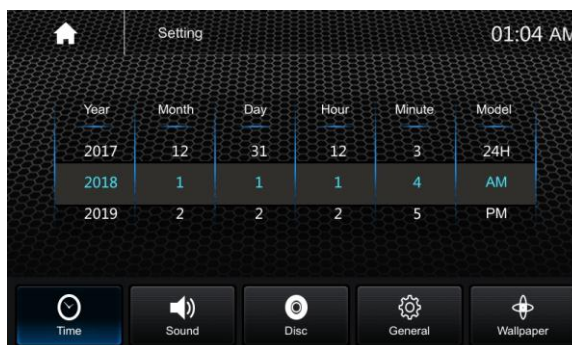 Setting 01:04 AM
Year Month Day Hour Minute Model
2017 12 31 12 3 24H
2018 1 1 1 4 AM
2019 2 2 2 5 PM
Time Sound Disc General Wallpaper